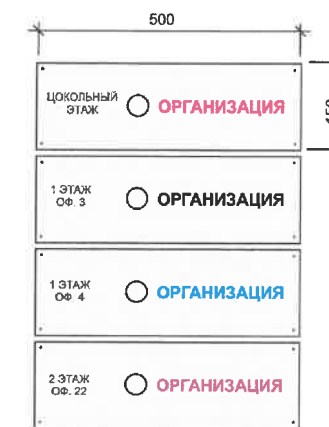 500
ЦОКОЛЬНЫЙ
ЭТАЖ
ОРГАНИЗАЦИЯ
1 ЭТАЖ
ОФ. 3
ОРГАНИЗАЦИЯ
1 ЭТАЖ
ОФ. 4
ОРГАНИЗАЦИЯ
2 ЭТАЖ
ОФ. 22
ОРГАНИЗАЦИЯ